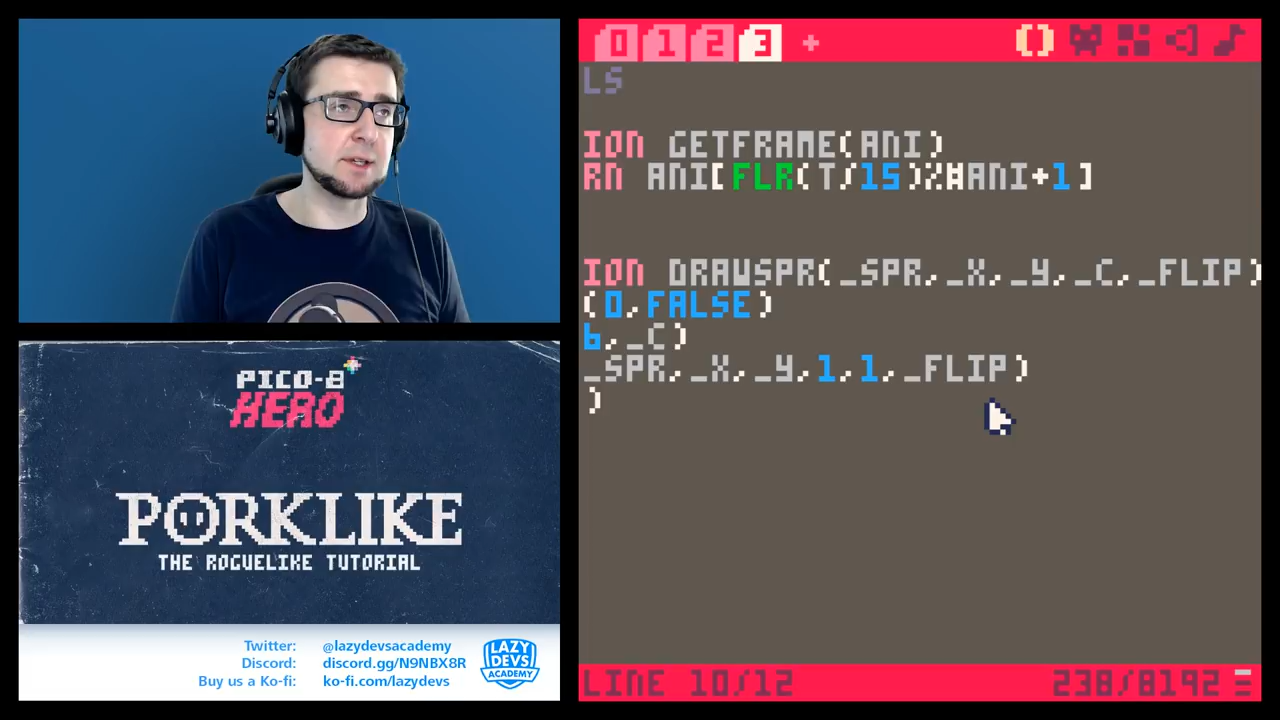 0 1 2 3 +
LS
ION GETFRAME(ANI)
RN ANI[FLR(T/15)%#ANI+1]
ION DRAWSPR(_SPR,_X,_Y,_C,_FLIP)
(0,FALSE)
6,_C)
_SPR,_X,_Y,1,1,_FLIP)
)
LINE 10/12 238/8192
PICO-8
HERO
PORKLIKE
THE ROGUELIKE TUTORIAL
Twitter: @lazydevsacademy
Discord: discord.gg/N9NBX8R
Buy us a Ko-fi: ko-fi.com/lazydevs
LAZY
DEVS
ACADEMY